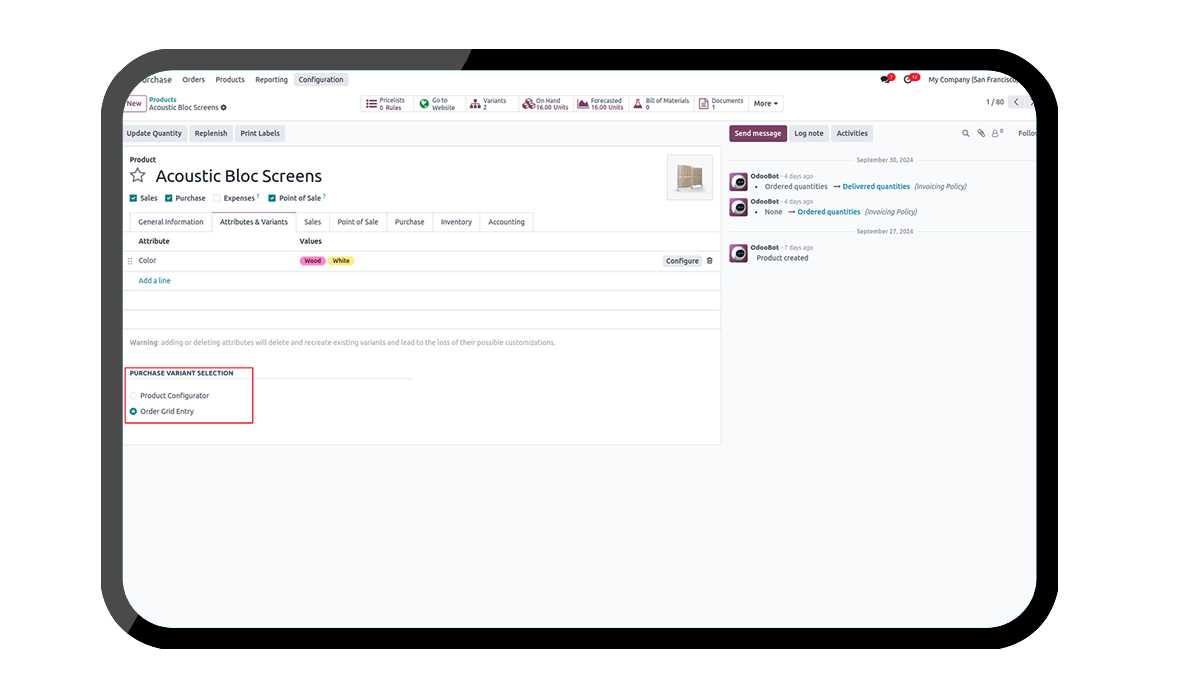 urchase Orders Products Reporting Configuration 7 12 My Company (San Francisco)
New Products Acoustic Bloc Screens
Pricelists 0 Rules Go to Website Variants 2 On Hand 16.00 Units Forecasted 16.00 Units Bill of Materials 0 Documents 1 More 1 / 80
Update Quantity Replenish Print Labels Send message Log note Activities 0 Follow
Product
Acoustic Bloc Screens
Sales Purchase Expenses ? Point of Sale ?
General Information Attributes & Variants Sales Point of Sale Purchase Inventory Accounting
Attribute Values
Color Wood White Configure
Add a line
Warning: adding or deleting attributes will delete and recreate existing variants and lead to the loss of their possible customizations.
PURCHASE VARIANT SELECTION
Product Configurator
Order Grid Entry
September 30, 2024
OdooBot - 4 days ago
• Ordered quantities → Delivered quantities (Invoicing Policy)
OdooBot - 4 days ago
• None → Ordered quantities (Invoicing Policy)
September 27, 2024
OdooBot - 7 days ago
Product created